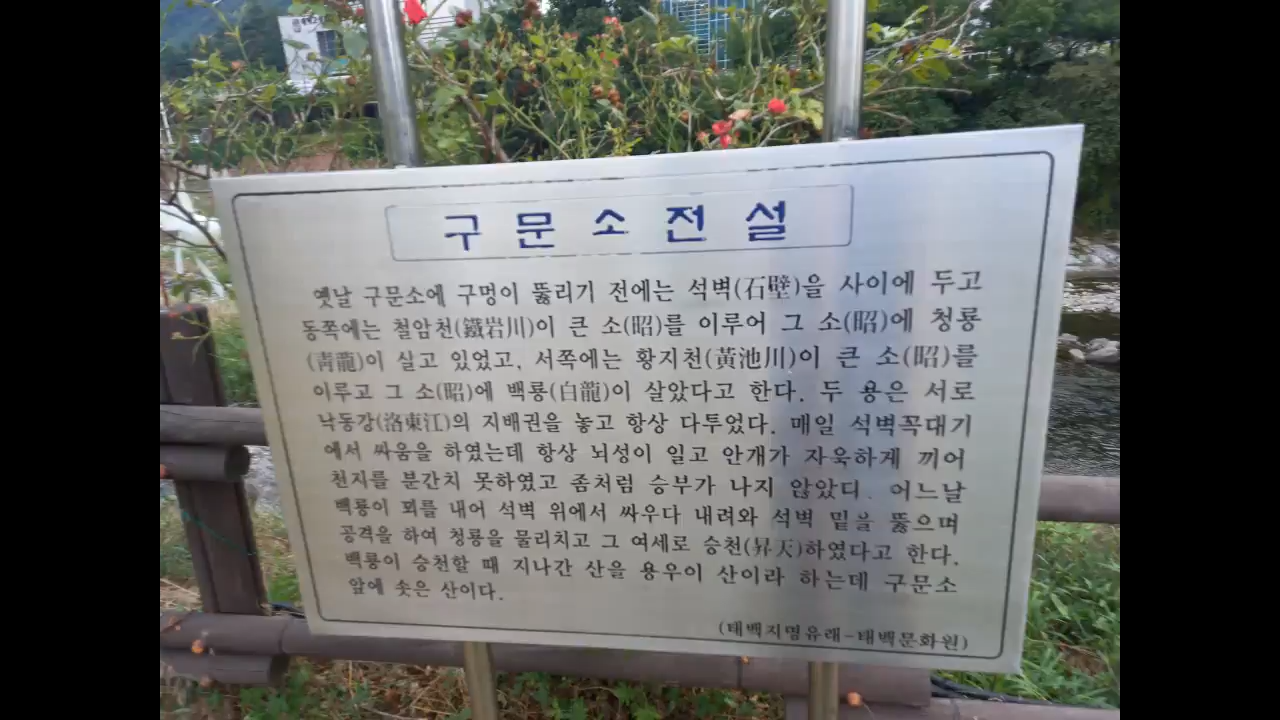 구문소전설
옛날 구문소에 구멍이 뚫리기 전에는 석벽(石壁)을 사이에 두고
동쪽에는 철암천(鐵岩川)이 큰 소(昭)를 이루어 그 소(昭)에 청룡
(靑龍)이 실고 있었고, 서쪽에는 황지천(黃池川)이 큰 소(昭)를
이루고 그 소(昭)에 백룡(白龍)이 살았다고 한다. 두 용은 서로
낙동강(洛東江)의 지배권을 놓고 항상 다투었다. 매일 석벽꼭대기
에서 싸움을 하였는데 항상 뇌성이 일고 안개가 자욱하게 끼어
천지를 분간치 못하였고 좀처럼 승부가 나지 않았다. 어느날
백룡이 꾀를 내어 석벽 위에서 싸우다 내려와 석벽 밑을 뚫으며
공격을 하여 청룡을 물리치고 그 여세로 승천(昇天)하였다고 한다.
백룡이 승천할 때 지나간 산을 용우이 산이라 하는데 구문소
앞에 솟은 산이다.
(태백지명유래-태백문화원)